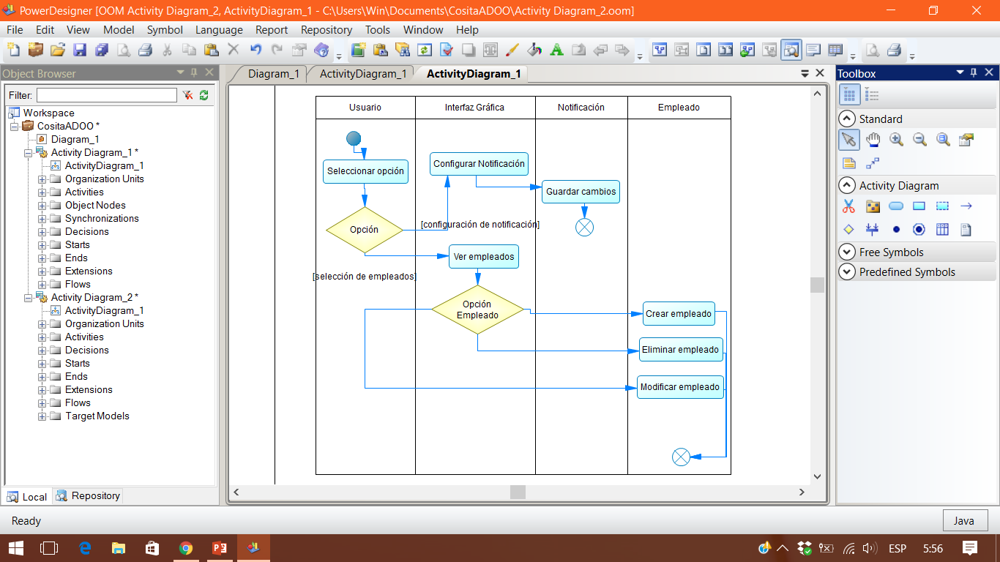 PowerDesigner [OOM Activity Diagram_2, ActivityDiagram_1 - C:\Users\Win\Documents\CositaADOO\Activity Diagram_2.oom]
File Edit View Model Symbol Language Report Repository Tools Window Help
Object Browser
Filter:
Workspace
CositaADOO *
Diagram_1
Activity Diagram_1 *
ActivityDiagram_1
Organization Units
Activities
Object Nodes
Synchronizations
Decisions
Starts
Ends
Extensions
Flows
Activity Diagram_2 *
ActivityDiagram_1
Organization Units
Activities
Decisions
Starts
Ends
Extensions
Flows
Target Models
Local Repository
Diagram_1 ActivityDiagram_1 ActivityDiagram_1
Usuario Interfaz Gráfica Notificación Empleado
Seleccionar opción
Configurar Notificación
Guardar cambios
Opción
[configuración de notificación]
Ver empleados
[selección de empleados]
Opción
Empleado
Crear empleado
Eliminar empleado
Modificar empleado
Toolbox
Standard
Activity Diagram
Free Symbols
Predefined Symbols
Ready
Java
ESP 5:56